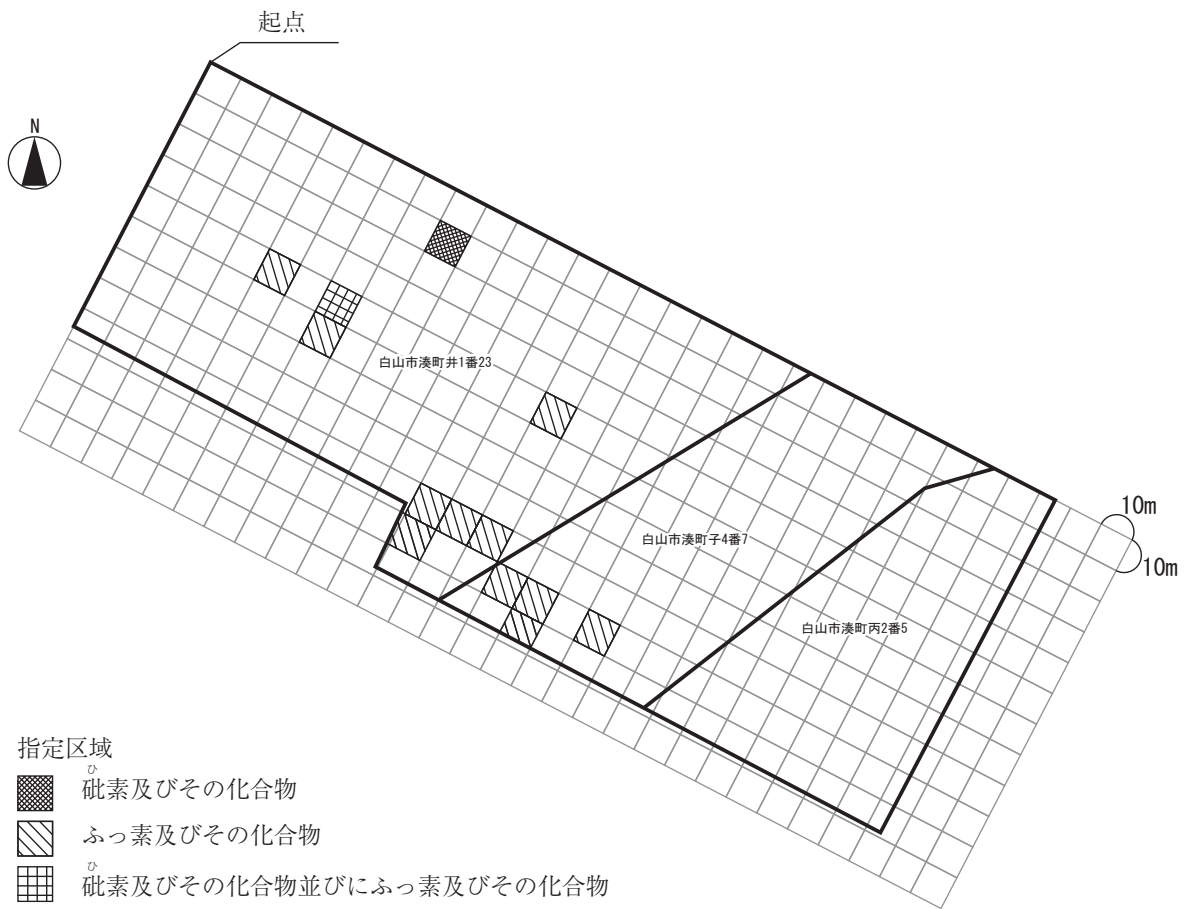 起点
N
白山市湊町井1番23
10m
白山市湊町子4番7
10m
白山市湊町丙2番5
指定区域
ひ
砒素及びその化合物
ふっ素及びその化合物
ひ
砒素及びその化合物並びにふっ素及びその化合物